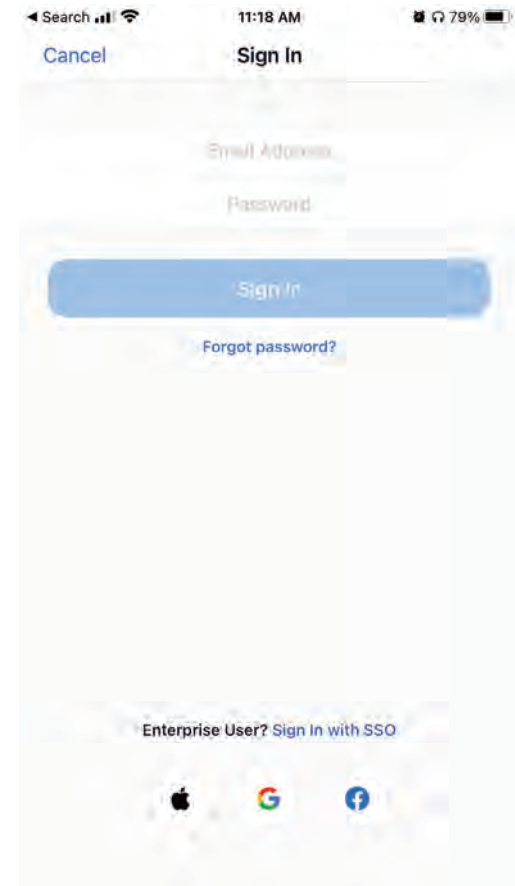 Search 11:18 AM 79%
Cancel Sign In
Email Address
Password
Sign In
Forgot password?
Enterprise User? Sign In with SSO